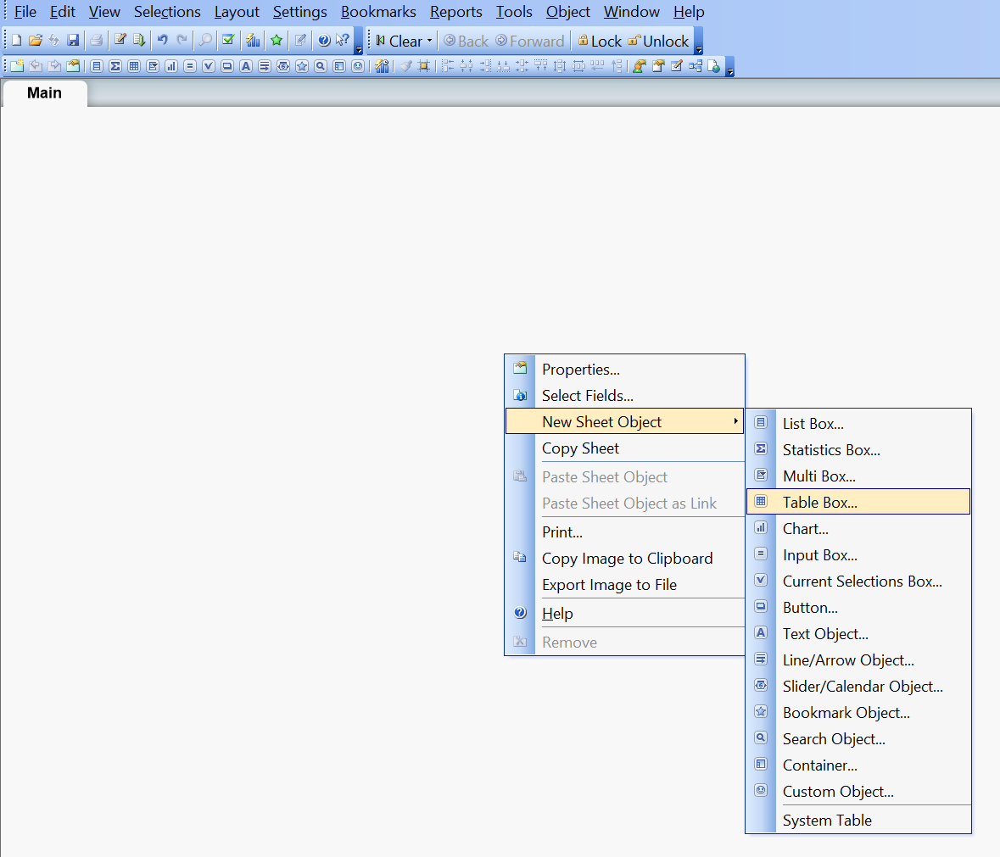 File Edit View Selections Layout Settings Bookmarks Reports Tools Object Window Help
Clear Back Forward Lock Unlock
Main
Properties...
Select Fields...
New Sheet Object
Copy Sheet
Paste Sheet Object
Paste Sheet Object as Link
Print...
Copy Image to Clipboard
Export Image to File
Help
Remove
List Box...
Statistics Box...
Multi Box...
Table Box...
Chart...
Input Box...
Current Selections Box...
Button...
Text Object...
Line/Arrow Object...
Slider/Calendar Object...
Bookmark Object...
Search Object...
Container...
Custom Object...
System Table